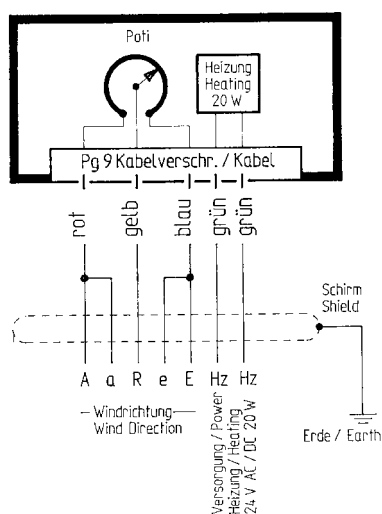 Poti
Heizung
Heating
20 W
Pg 9 Kabelverschr. / Kabel
rot
gelb
blau
grün
grün
Schirm
Shield
A a R e E Hz Hz
Windrichtung
Wind Direction
Versorgung / Power
Heizung / Heating
24 V AC / DC 20 W
Erde / Earth